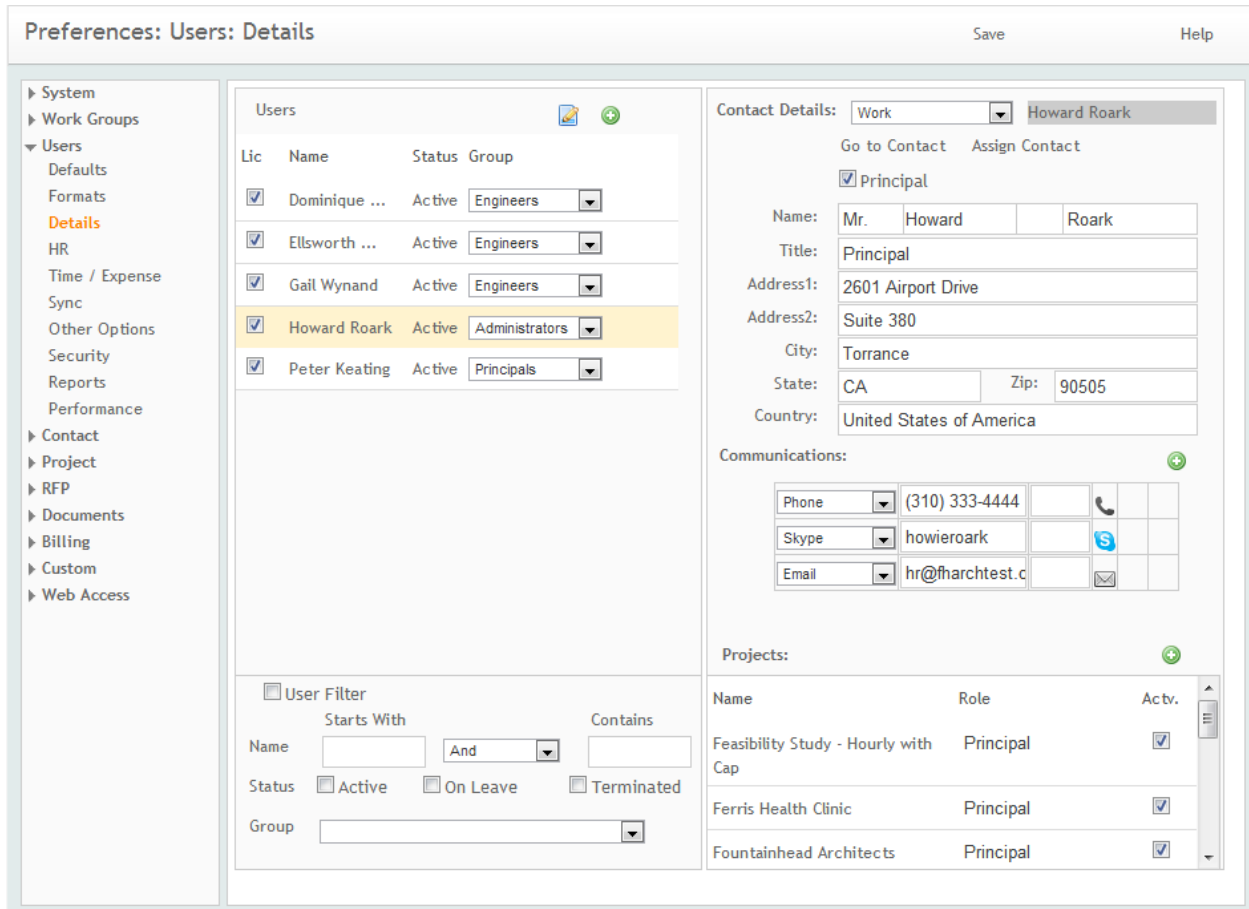 Preferences: Users: Details
Save
Help
System
Work Groups
Users
Defaults
Formats
Details
HR
Time / Expense
Sync
Other Options
Security
Reports
Performance
Contact
Project
RFP
Documents
Billing
Custom
Web Access
Users
Lic Name Status Group
Dominique ... Active Engineers
Ellsworth ... Active Engineers
Gail Wynand Active Engineers
Howard Roark Active Administrators
Peter Keating Active Principals
User Filter
Starts With Contains
Name And
Status Active On Leave Terminated
Group
Contact Details: Work Howard Roark
Go to Contact Assign Contact
Principal
Name: Mr. Howard Roark
Title: Principal
Address1: 2601 Airport Drive
Address2: Suite 380
City: Torrance
State: CA Zip: 90505
Country: United States of America
Communications:
Phone (310) 333-4444
Skype howieroark
Email hr@fharchtest.c
Projects:
Name Role Actv.
Feasibility Study - Hourly with Principal
Cap
Ferris Health Clinic Principal
Fountainhead Architects Principal